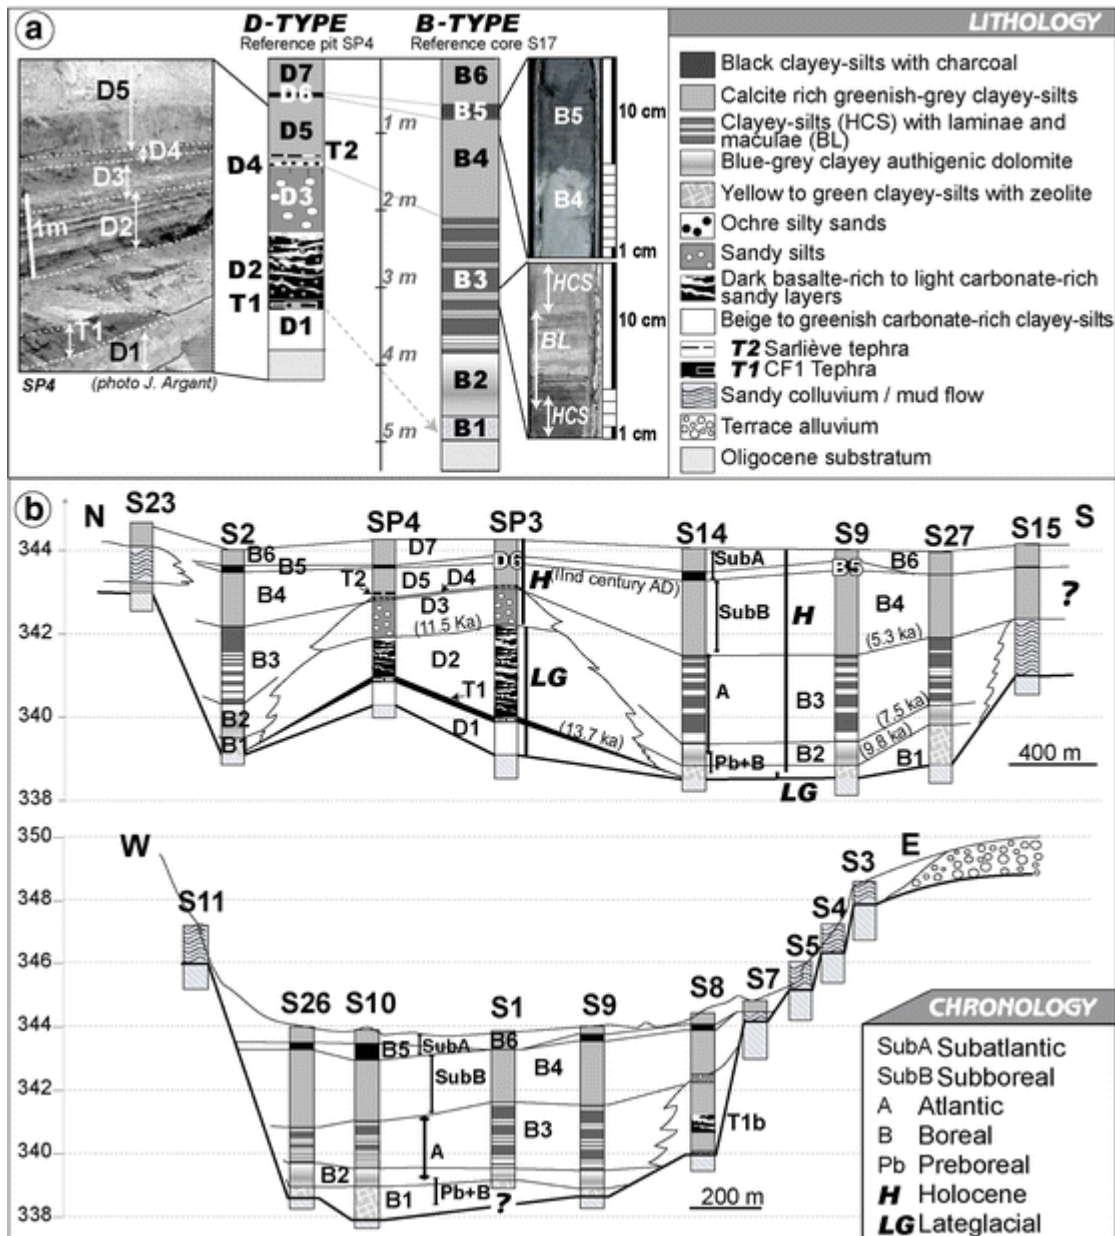 a
D-TYPE
Reference pit SP4
B-TYPE
Reference core S17
D5
D4
D3
D2
1m
T1
D1
SP4
(photo J. Argant)
D7
D6
D5
D4
T2
D3
D2
T1
D1
1 m
2 m
3 m
4 m
5 m
B6
B5
B4
B3
B2
B1
B5
B4
10 cm
1 cm
HCS
BL
HCS
10 cm
1 cm
LITHOLOGY
Black clayey-silts with charcoal
Calcite rich greenish-grey clayey-silts
Clayey-silts (HCS) with laminae and
maculae (BL)
Blue-grey clayey authigenic dolomite
Yellow to green clayey-silts with zeolite
Ochre silty sands
Sandy silts
Dark basalte-rich to light carbonate-rich
sandy layers
Beige to greenish carbonate-rich clayey-silts
T2 Sarliève tephra
T1 CF1 Tephra
Sandy colluvium / mud flow
Terrace alluvium
Oligocene substratum
b
N
S
S23
S2
SP4
SP3
S14
S9
S27
S15
344
342
340
338
B6
B5
B4
B3
B2
B1
D7
T2
D5
D4
D3
(11.5 Ka)
D2
T1
D1
D6
H
(IInd century AD)
LG
(13.7 ka)
SubA
SubB
A
Pb+B
H
LG
B5
B6
B4
(5.3 ka)
B3
(7.5 ka)
B2
(9.8 ka)
B1
?
400 m
W
E
350
348
346
344
342
340
338
S11
S26
S10
S1
S9
S8
S7
S5
S4
S3
B5
SubA
B6
SubB
B4
A
B3
B2
B1
Pb+B
?
T1b
200 m
CHRONOLOGY
SubA Subatlantic
SubB Subboreal
A Atlantic
B Boreal
Pb Preboreal
H Holocene
LG Lateglacial